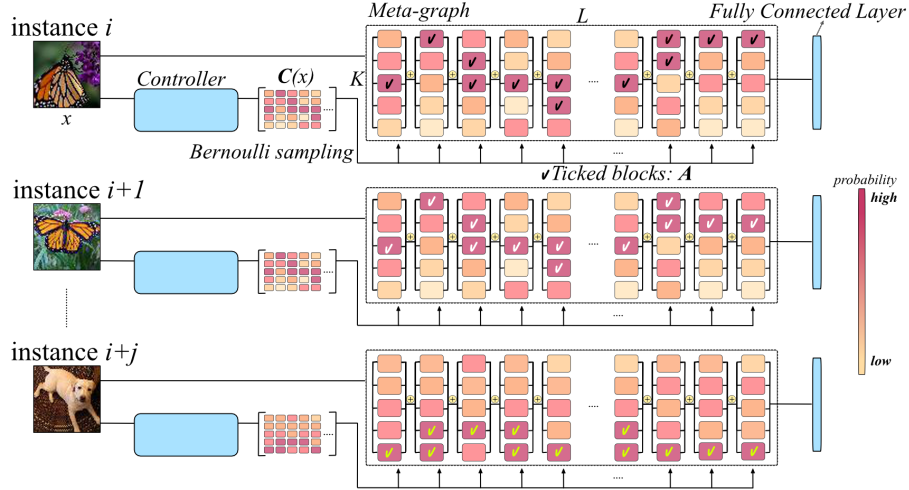 Meta-graph
L
Fully Connected Layer
instance i
Controller
C(x)
K
....
....
x
Bernoulli sampling
....
✔Ticked blocks: A
instance i+1
probability
high
....
....
....
instance i+j
low
....
....
....